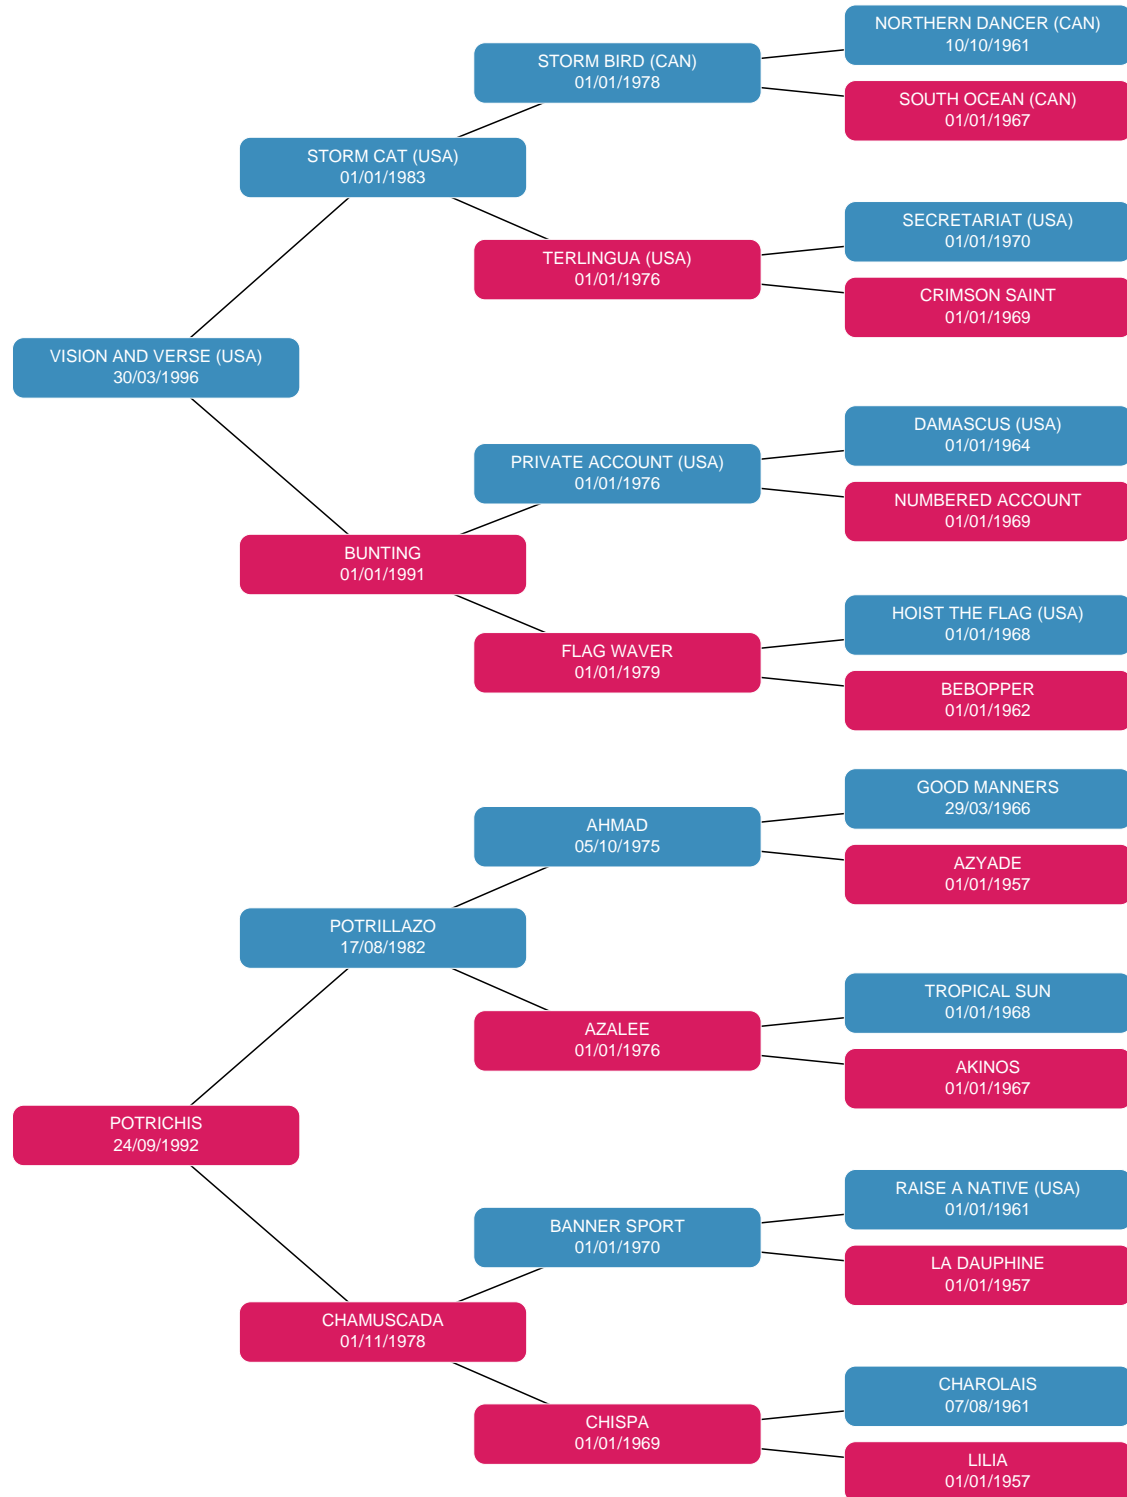 NORTHERN DANCER (CAN)
10/10/1961
STORM BIRD (CAN)
01/01/1978
SOUTH OCEAN (CAN)
01/01/1967
STORM CAT (USA)
01/01/1983
SECRETARIAT (USA)
01/01/1970
TERLINGUA (USA)
01/01/1976
CRIMSON SAINT
01/01/1969
VISION AND VERSE (USA)
30/03/1996
DAMASCUS (USA)
01/01/1964
PRIVATE ACCOUNT (USA)
01/01/1976
NUMBERED ACCOUNT
01/01/1969
BUNTING
01/01/1991
HOIST THE FLAG (USA)
01/01/1968
FLAG WAVER
01/01/1979
BEBOPPER
01/01/1962
GOOD MANNERS
29/03/1966
AHMAD
05/10/1975
AZYADE
01/01/1957
POTRILLAZO
17/08/1982
TROPICAL SUN
01/01/1968
AZALEE
01/01/1976
AKINOS
01/01/1967
POTRICHIS
24/09/1992
RAISE A NATIVE (USA)
01/01/1961
BANNER SPORT
01/01/1970
LA DAUPHINE
01/01/1957
CHAMUSCADA
01/11/1978
CHAROLAIS
07/08/1961
CHISPA
01/01/1969
LILIA
01/01/1957